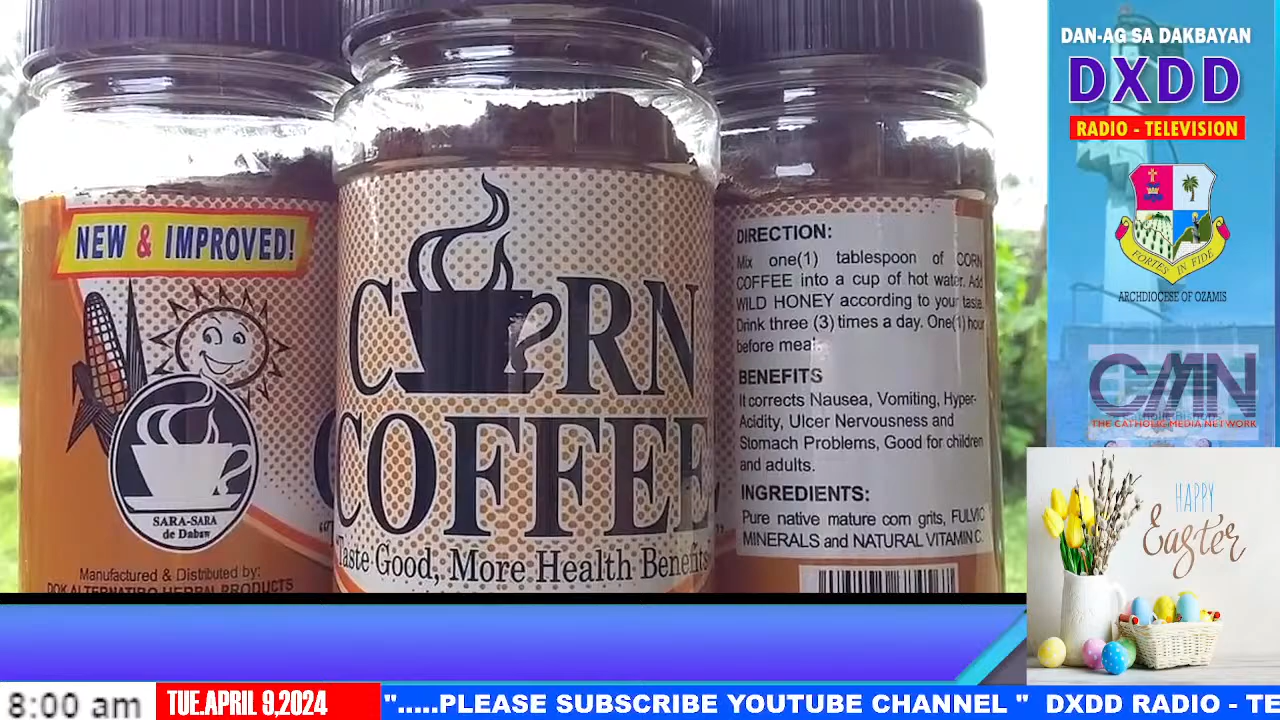 NEW & IMPROVED!
SARA-SARA
de Dabaw
Manufactured & Distributed by:
DOK ALTERNATIBO HERBAL PRODUCTS
CORN
COFFEE
Taste Good, More Health Benefits
DIRECTION:
Mix one(1) tablespoon of CORN
COFFEE into a cup of hot water. Add
WILD HONEY according to your taste.
Drink three (3) times a day. One(1) hour
before meal.
BENEFITS
It corrects Nausea, Vomiting, Hyper-
Acidity, Ulcer Nervousness and
Stomach Problems, Good for children
and adults.
INGREDIENTS:
Pure native mature corn grits, FULVIC
MINERALS and NATURAL VITAMIN C.
DAN-AG SA DAKBAYAN
DXDD
RADIO - TELEVISION
FORTES IN FIDE
ARCHDIOCESE OF OZAMIS
CMN
THE CATHOLIC MEDIA NETWORK
HAPPY
Easter
8:00 am
TUE.APRIL 9,2024
".....PLEASE SUBSCRIBE YOUTUBE CHANNEL " DXDD RADIO - TE